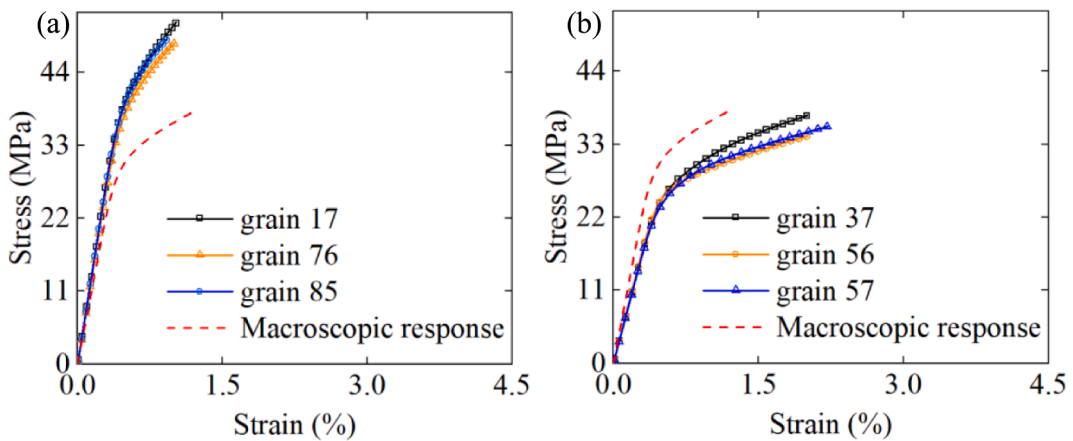 (a)
44
33
22
11
0
Stress (MPa)
grain 17
grain 76
grain 85
Macroscopic response
0.0 1.5 3.0 4.5
Strain (%)
(b)
44
33
22
11
0
Stress (MPa)
grain 37
grain 56
grain 57
Macroscopic response
0.0 1.5 3.0 4.5
Strain (%)